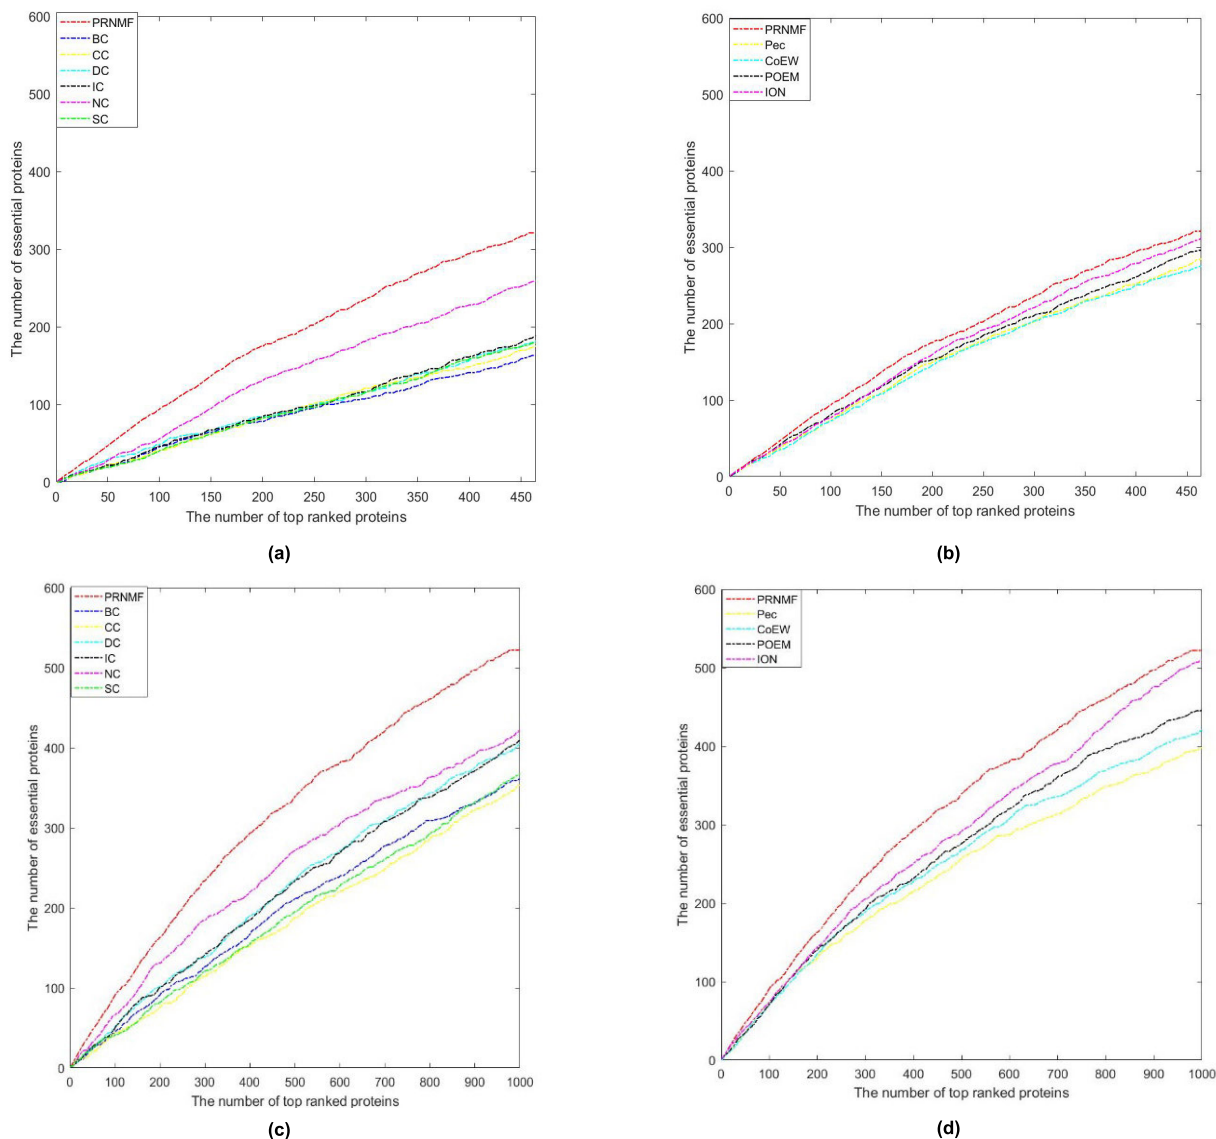 600
500
400
300
200
100
0
The number of essential proteins
PRNMF
BC
CC
DC
IC
NC
SC
0 50 100 150 200 250 300 350 400 450
The number of top ranked proteins
(a)
600
500
400
300
200
100
0
The number of essential proteins
PRNMF
Pec
CoEW
POEM
ION
0 50 100 150 200 250 300 350 400 450
The number of top ranked proteins
(b)
600
500
400
300
200
100
0
The number of essential proteins
PRNMF
BC
CC
DC
IC
NC
SC
0 100 200 300 400 500 600 700 800 900 1000
The number of top ranked proteins
(c)
600
500
400
300
200
100
0
The number of essential proteins
PRNMF
Pec
CoEW
POEM
ION
0 100 200 300 400 500 600 700 800 900 1000
The number of top ranked proteins
(d)